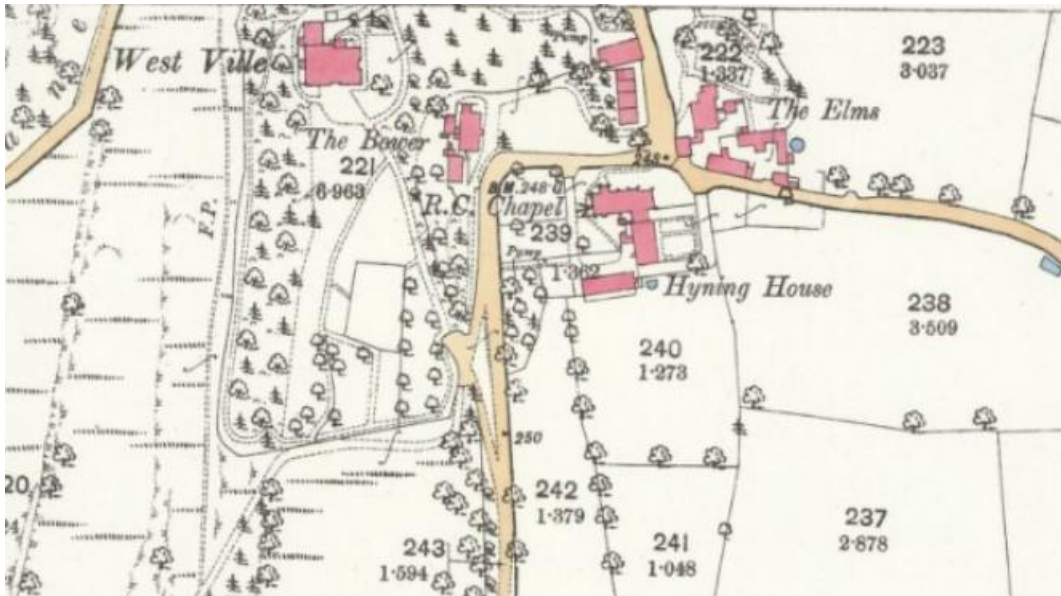 West Ville
Pump
222
1·337
223
3·037
The Elms
The Bower
221
6·963
F.P.
B.M. 248
R.C. Chapel
239
Pump
1·362
Hyning House
238
3·509
240
1·273
250
20
242
1·379
237
2·878
243
1·594
241
1·048